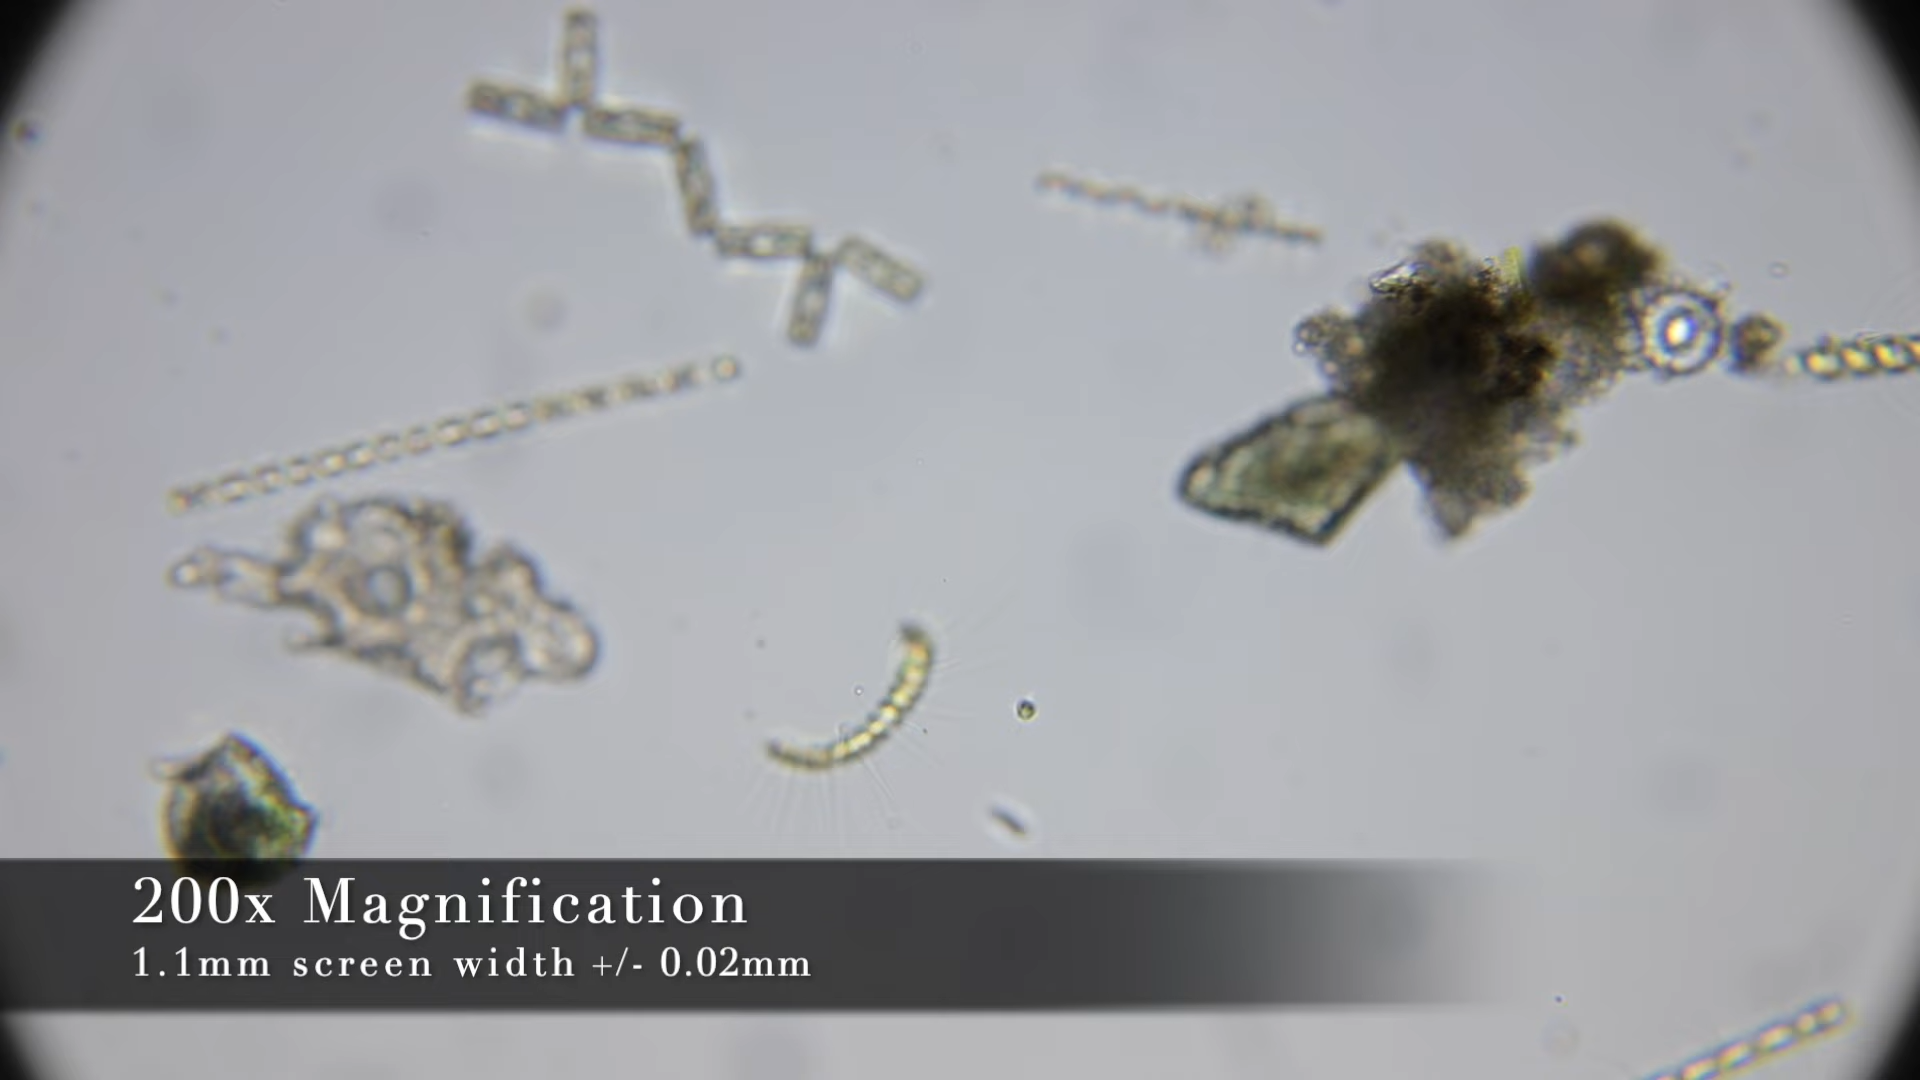 200x Magnification
1.1mm screen width +/- 0.02mm